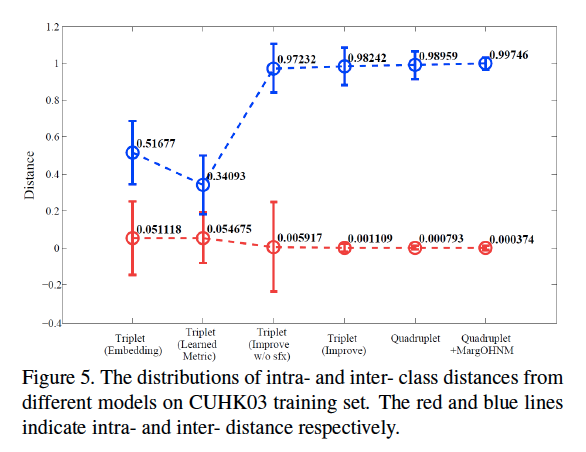 1.2
1
0.8
0.6
0.4
0.2
0
−0.2
−0.4
Distance
0.51677
0.34093
0.97232
0.98242
0.98959
0.99746
0.051118
0.054675
0.005917
0.001109
0.000793
0.000374
Triplet
(Embedding)
Triplet
(Learned
Metric)
Triplet
(Improve
w/o sfx)
Triplet
(Improve)
Quadruplet
Quadruplet
+MargOHNM
Figure 5. The distributions of intra- and inter- class distances from
different models on CUHK03 training set. The red and blue lines
indicate intra- and inter- distance respectively.